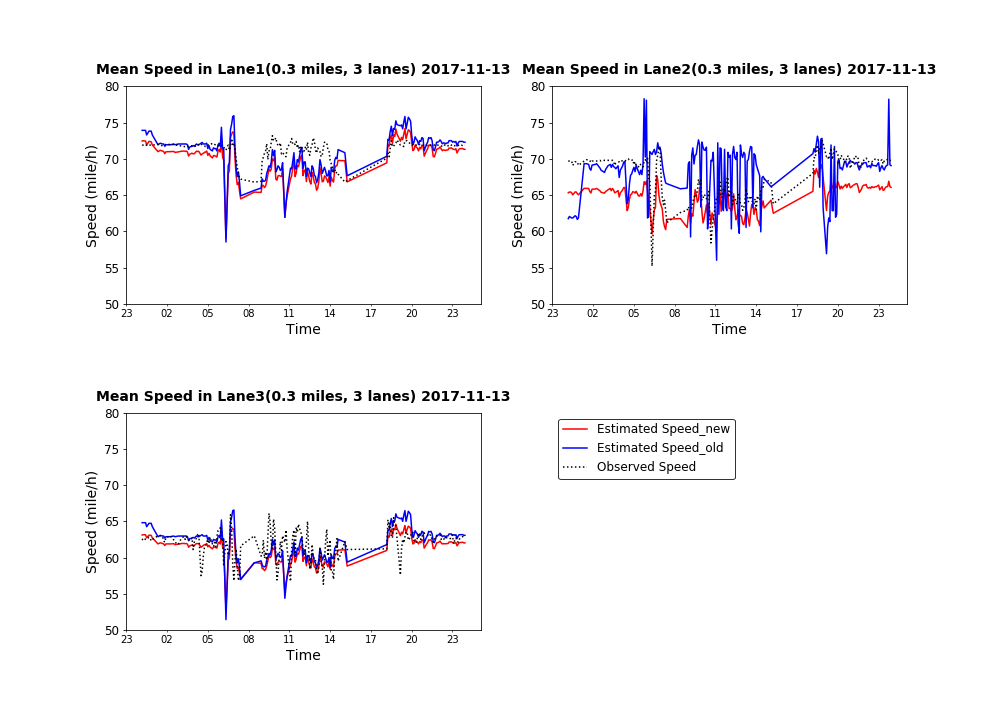 Mean Speed in Lane1(0.3 miles, 3 lanes) 2017-11-13
80
75
70
65
60
55
50
Speed (mile/h)
23 02 05 08 11 14 17 20 23
Time
Mean Speed in Lane2(0.3 miles, 3 lanes) 2017-11-13
80
75
70
65
60
55
50
Speed (mile/h)
23 02 05 08 11 14 17 20 23
Time
Mean Speed in Lane3(0.3 miles, 3 lanes) 2017-11-13
80
75
70
65
60
55
50
Speed (mile/h)
23 02 05 08 11 14 17 20 23
Time
Estimated Speed_new
Estimated Speed_old
Observed Speed